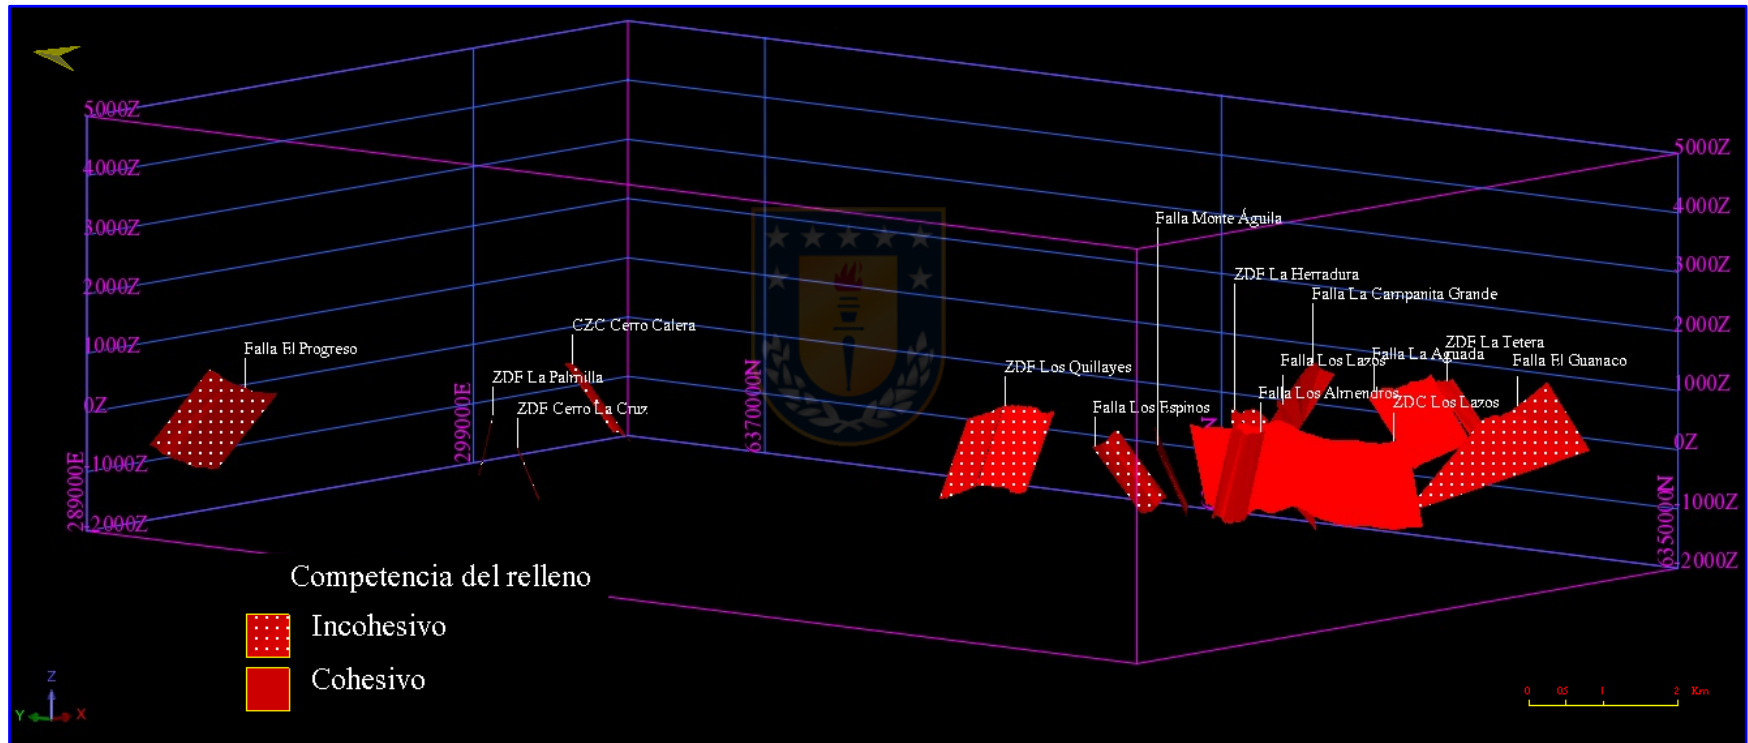 5000Z
4000Z
3000Z
2000Z
1000Z
0Z
-1000Z
-2000Z
289000E
299000E
6370000N
N
6350000N
5000Z
4000Z
3000Z
2000Z
1000Z
0Z
-1000Z
-2000Z
Falla El Progreso
ZDF La Palmilla
ZDF Cerro La Cruz
CZC Cerro Calera
ZDF Los Quillayes
Falla Los Espinos
Falla Monte Águila
ZDF La Herradura
Falla La Campanita Grande
Falla Los Lazos
Falla La Aguada
ZDF La Tetera
Falla El Guanaco
Falla Los Almendros
ZDC Los Lazos
Competencia del relleno
Incohesivo
Cohesivo
Z
Y
X
0 05 1 2 Km